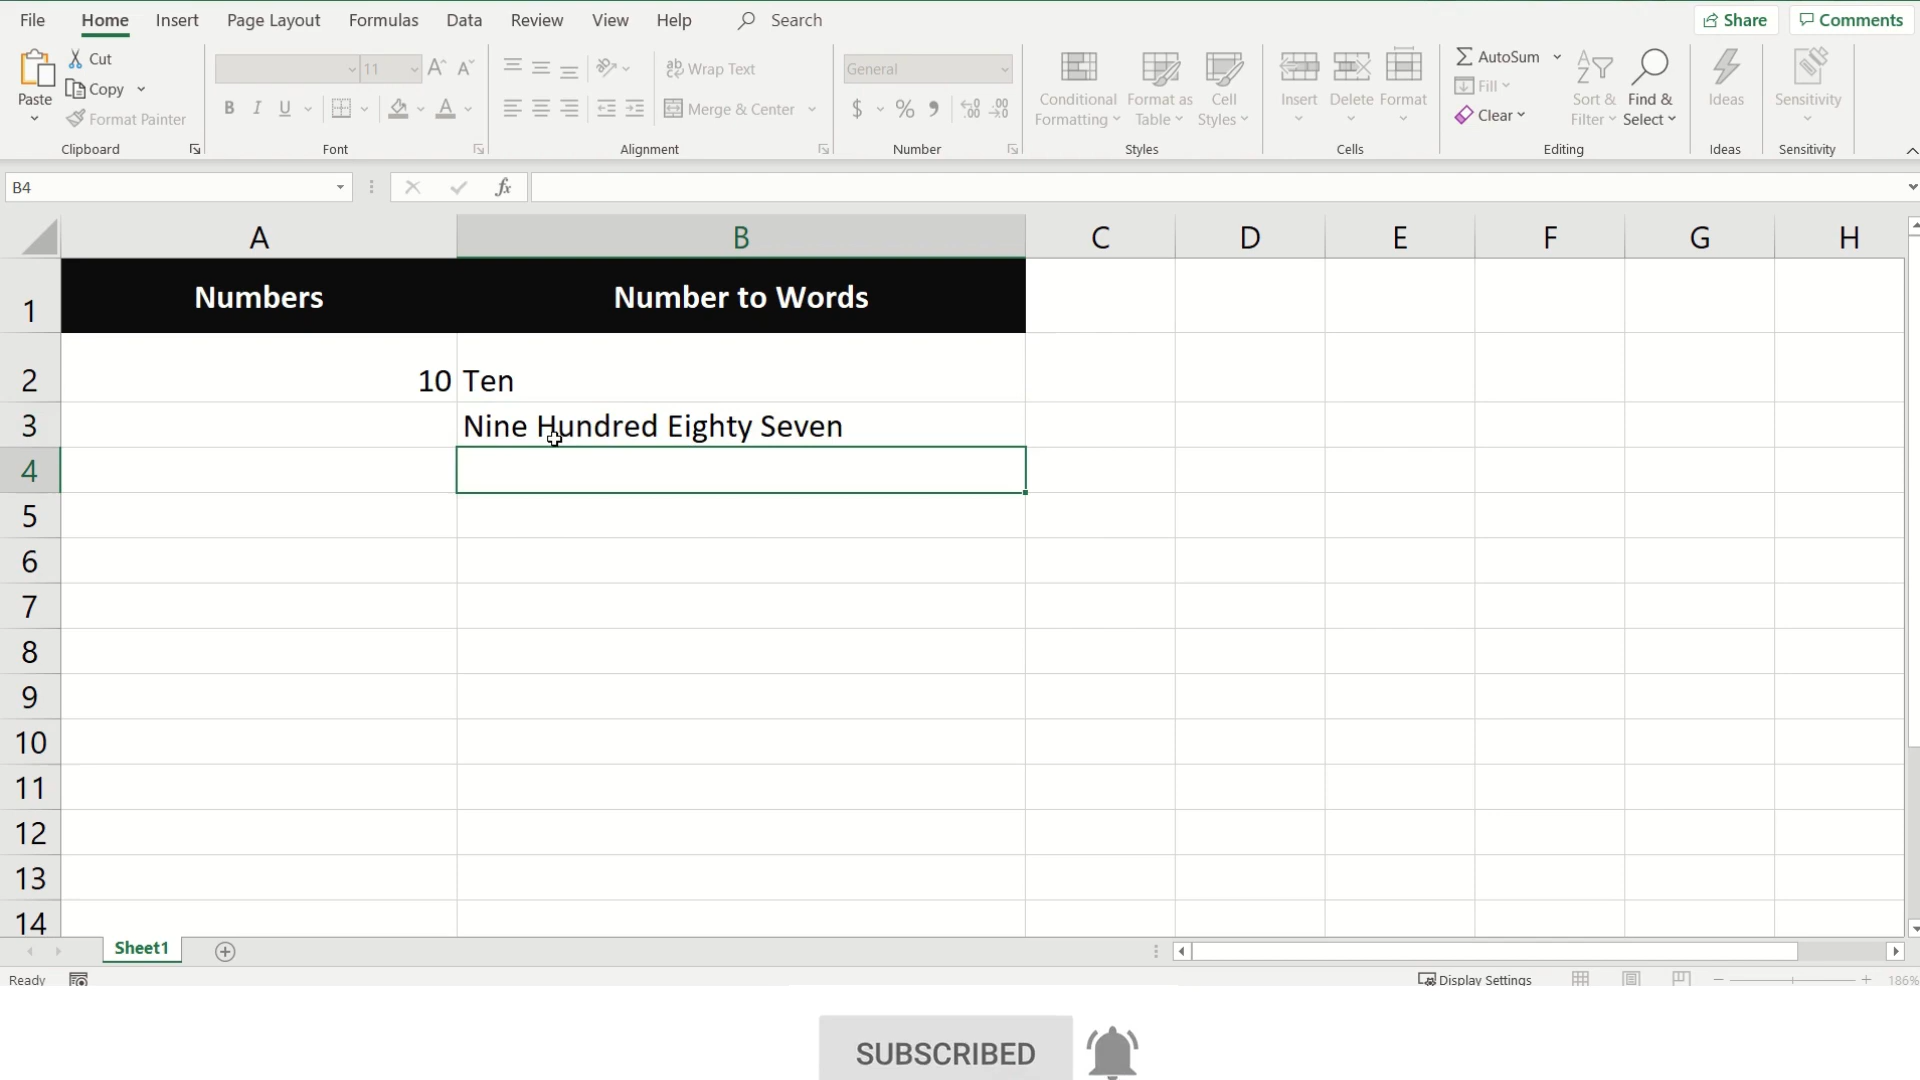 File Home Insert Page Layout Formulas Data Review View Help Search Share Comments
Paste Cut Copy Format Painter Clipboard
11 A A B I U A Font
ab Wrap Text Merge & Center Alignment
General $ % 9 .00 Number
Conditional Formatting Format as Table Cell Styles Styles
Insert Delete Format Cells
AutoSum Fill Clear Sort & Filter Find & Select Editing
Ideas Ideas
Sensitivity Sensitivity
B4 fx
A B C D E F G H
1 Numbers Number to Words
2 10 Ten
3 Nine Hundred Eighty Seven
4
5
6
7
8
9
10
11
12
13
14
Sheet1
Ready Display Settings 186%
SUBSCRIBED